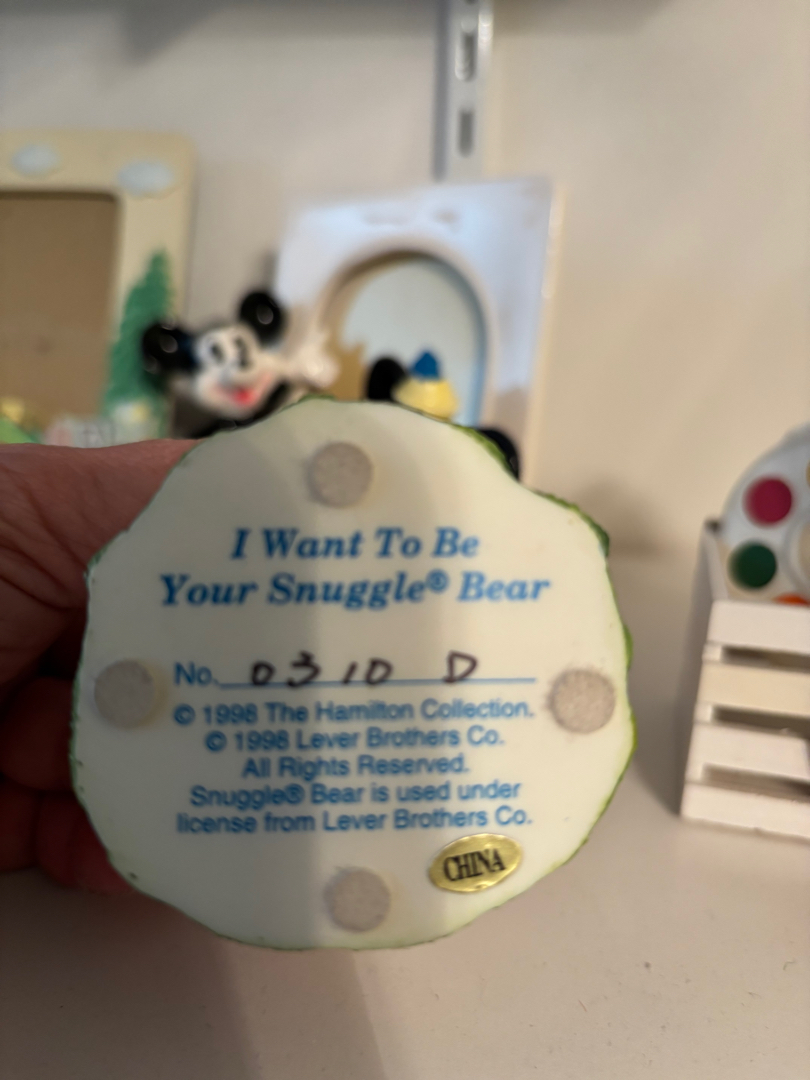 I Want To Be
Your Snuggle® Bear
No. 0310 D
© 1998 The Hamilton Collection.
© 1998 Lever Brothers Co.
All Rights Reserved.
Snuggle® Bear is used under
license from Lever Brothers Co.
CHINA